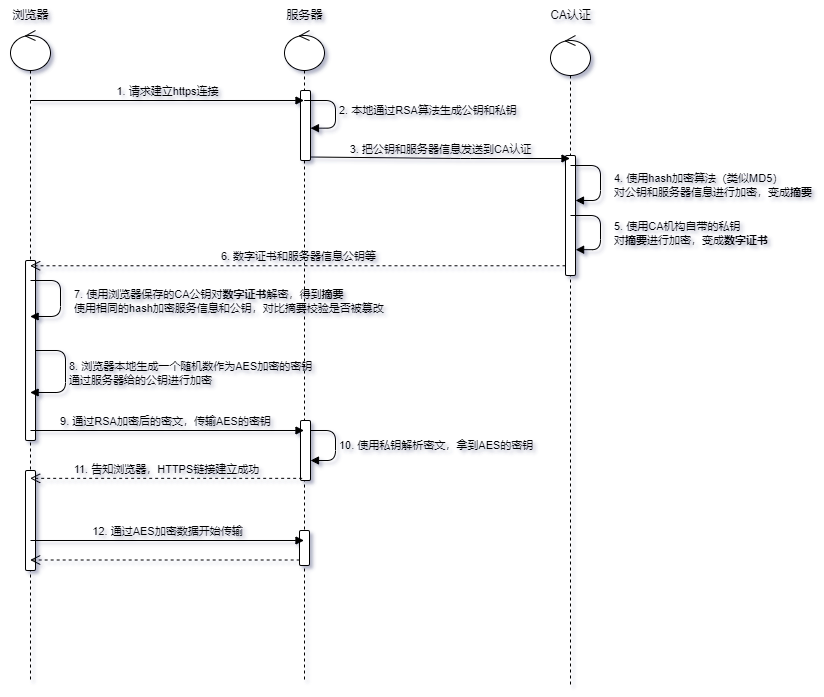 浏览器
服务器
CA认证
1. 请求建立https连接
2. 本地通过RSA算法生成公钥和私钥
3. 把公钥和服务器信息发送到CA认证
4. 使用hash加密算法（类似MD5）
对公钥和服务器信息进行加密，变成摘要
5. 使用CA机构自带的私钥
对摘要进行加密，变成数字证书
6. 数字证书和服务器信息公钥等
7. 使用浏览器保存的CA公钥对数字证书解密，得到摘要
使用相同的hash加密服务信息和公钥，对比摘要校验是否被篡改
8. 浏览器本地生成一个随机数作为AES加密的密钥
通过服务器给的公钥进行加密
9. 通过RSA加密后的密文，传输AES的密钥
10. 使用私钥解析密文，拿到AES的密钥
11. 告知浏览器，HTTPS链接建立成功
12. 通过AES加密数据开始传输